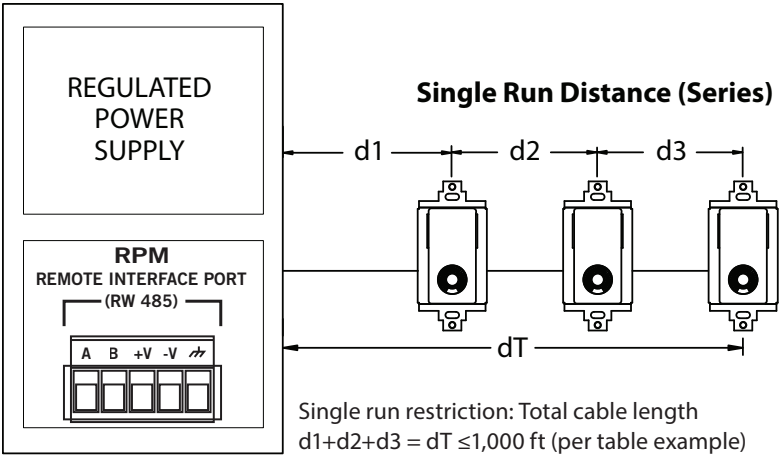 REGULATED
POWER
SUPPLY
Single Run Distance (Series)
d1 d2 d3
RPM
REMOTE INTERFACE PORT
(RW 485)
A B +V -V
dT
Single run restriction: Total cable length
d1+d2+d3 = dT ≤1,000 ft (per table example)